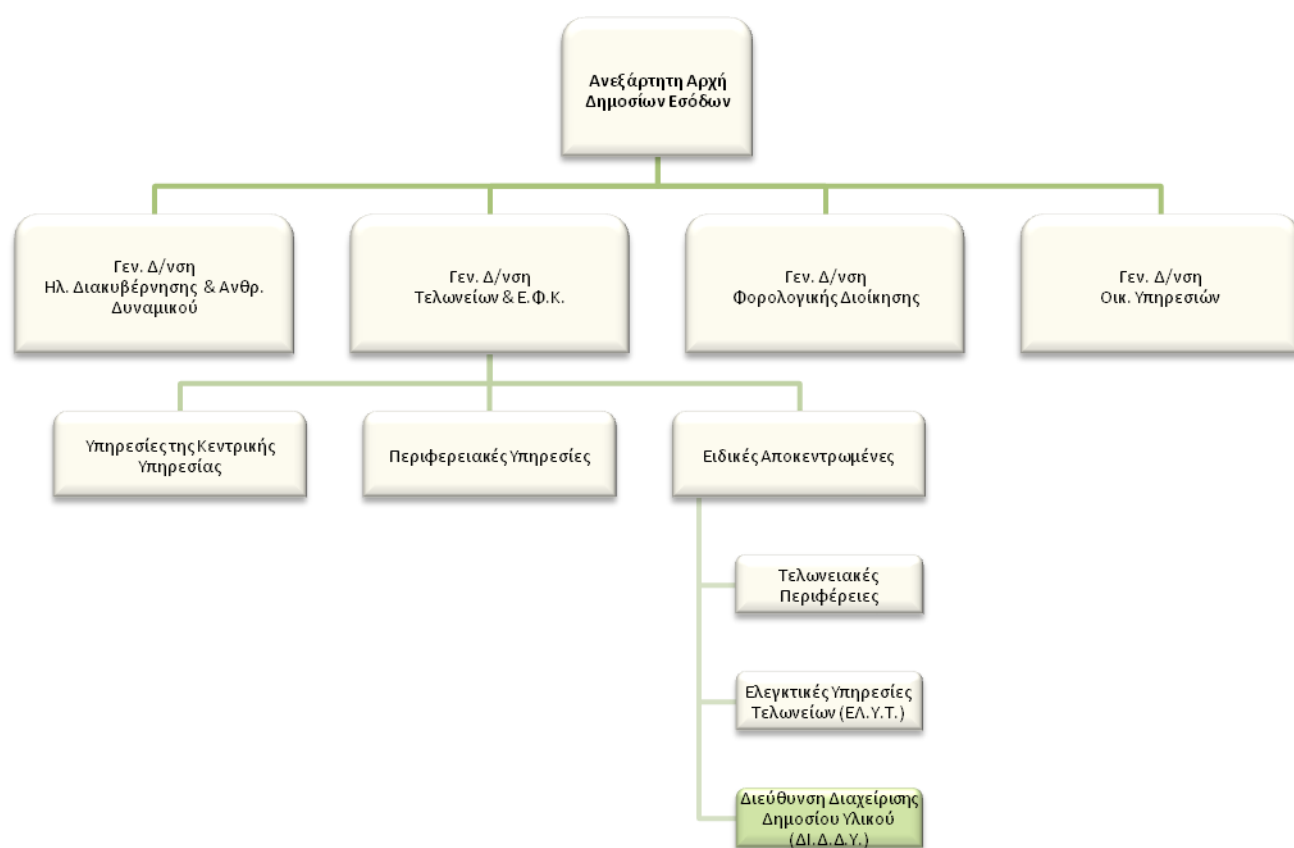 Ανεξάρτητη Αρχή
Δημοσίων Εσόδων
Γεν. Δ/νση
Ηλ. Διακυβέρνησης & Ανθρ.
Δυναμικού
Γεν. Δ/νση
Τελωνείων & Ε.Φ.Κ.
Γεν. Δ/νση
Φορολογικής Διοίκησης
Γεν. Δ/νση
Οικ. Υπηρεσιών
Υπηρεσίες της Κεντρικής
Υπηρεσίας
Περιφερειακές Υπηρεσίες
Ειδικές Αποκεντρωμένες
Τελωνειακές
Περιφέρειες
Ελεγκτικές Υπηρεσίες
Τελωνείων (ΕΛ.Υ.Τ.)
Διεύθυνση Διαχείρισης
Δημοσίου Υλικού
(ΔΙ.Δ.Δ.Υ.)